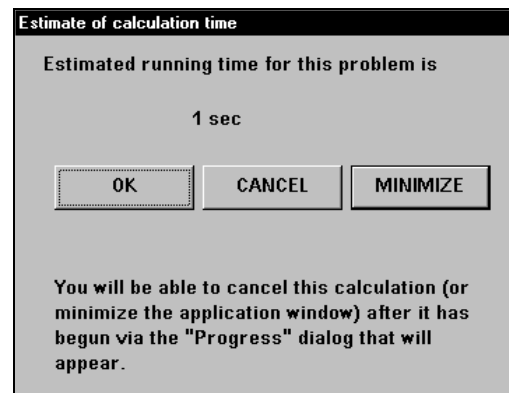 Estimate of calculation time
Estimated running time for this problem is
1 sec
OK CANCEL MINIMIZE
You will be able to cancel this calculation (or
minimize the application window) after it has
begun via the "Progress" dialog that will
appear.